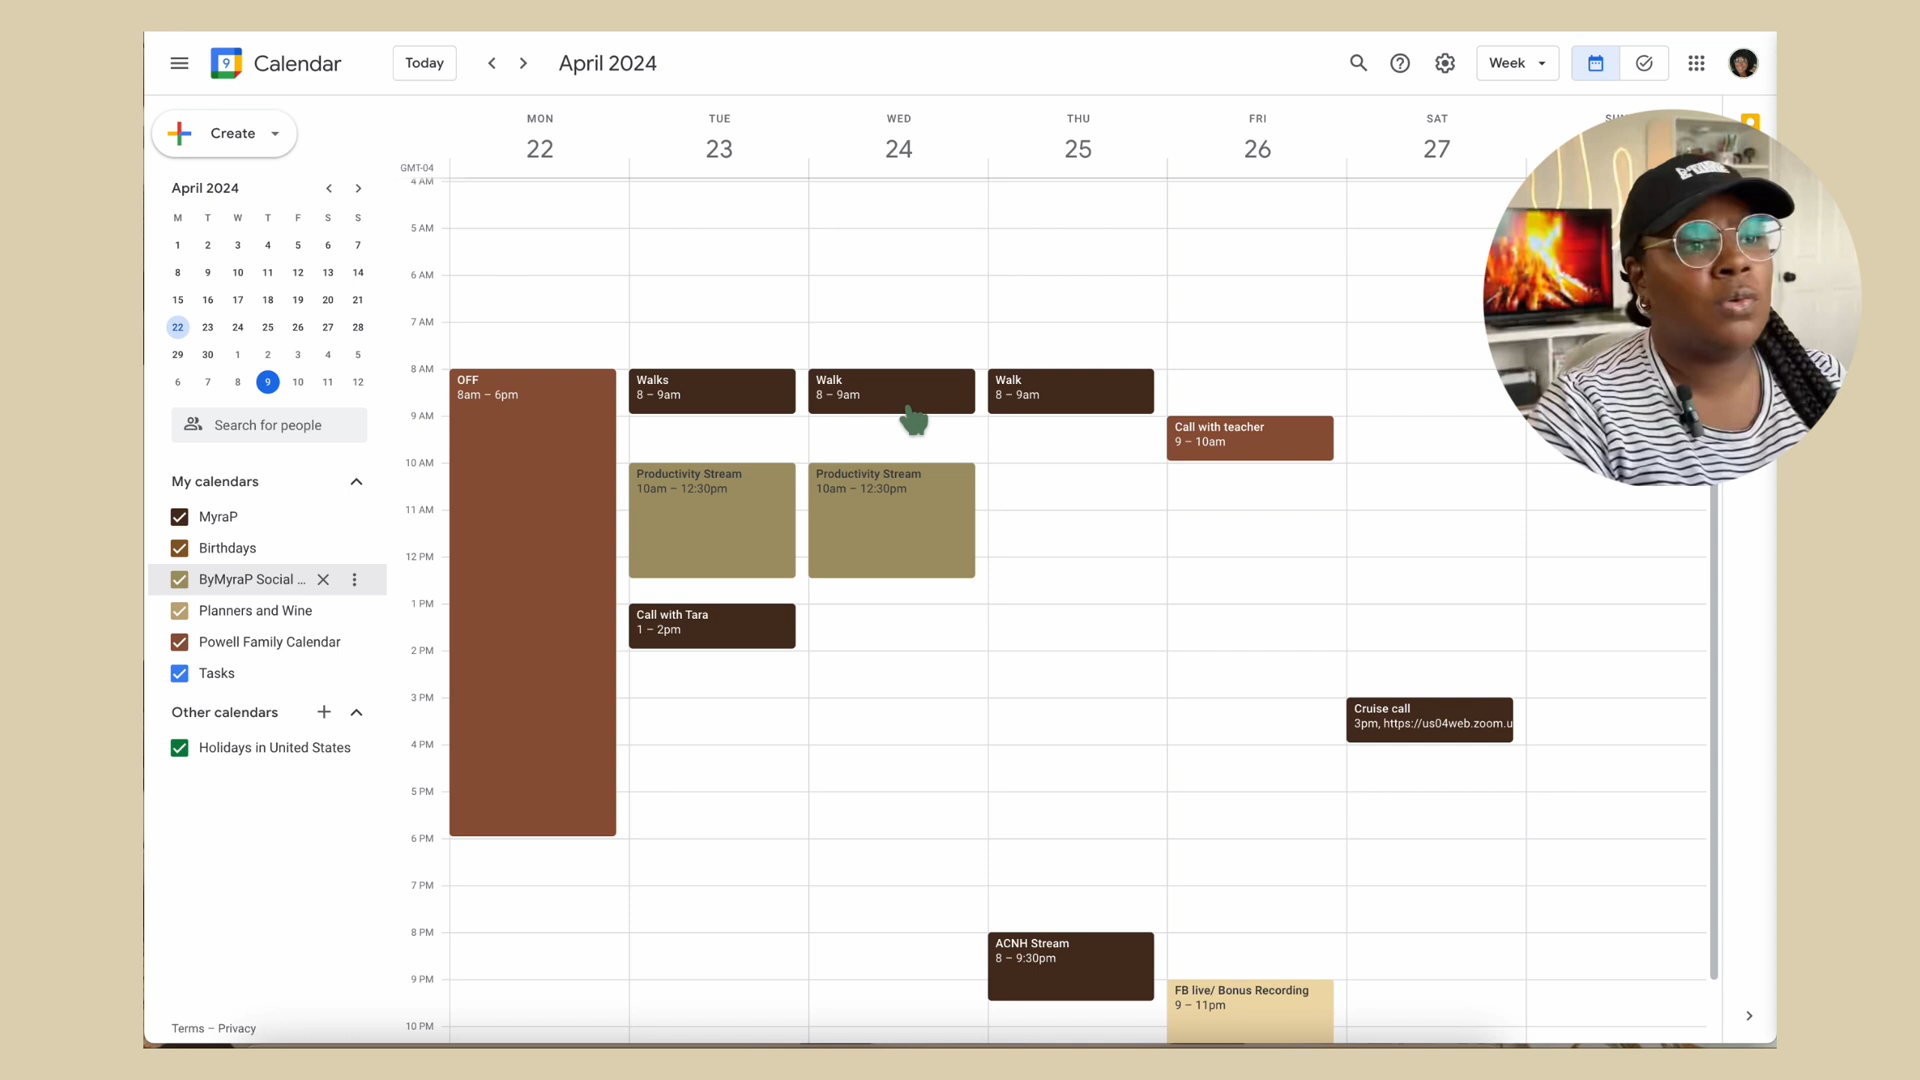 9 Calendar
Today
April 2024
Week
Create
MON TUE WED THU FRI SAT
22 23 24 25 26 27
GMT-04
April 2024
M T W T F S S
1 2 3 4 5 6 7
8 9 10 11 12 13 14
15 16 17 18 19 20 21
22 23 24 25 26 27 28
29 30 1 2 3 4 5
6 7 8 9 10 11 12
Search for people
My calendars
MyraP
Birthdays
ByMyraP Social ...
Planners and Wine
Powell Family Calendar
Tasks
Other calendars
Holidays in United States
Terms – Privacy
4 AM
5 AM
6 AM
7 AM
8 AM
9 AM
10 AM
11 AM
12 PM
1 PM
2 PM
3 PM
4 PM
5 PM
6 PM
7 PM
8 PM
9 PM
10 PM
OFF
8am – 6pm
Walks
8 – 9am
Productivity Stream
10am – 12:30pm
Call with Tara
1 – 2pm
Walk
8 – 9am
Productivity Stream
10am – 12:30pm
Walk
8 – 9am
ACNH Stream
8 – 9:30pm
Call with teacher
9 – 10am
FB live/ Bonus Recording
9 – 11pm
Cruise call
3pm, https://us04web.zoom.u